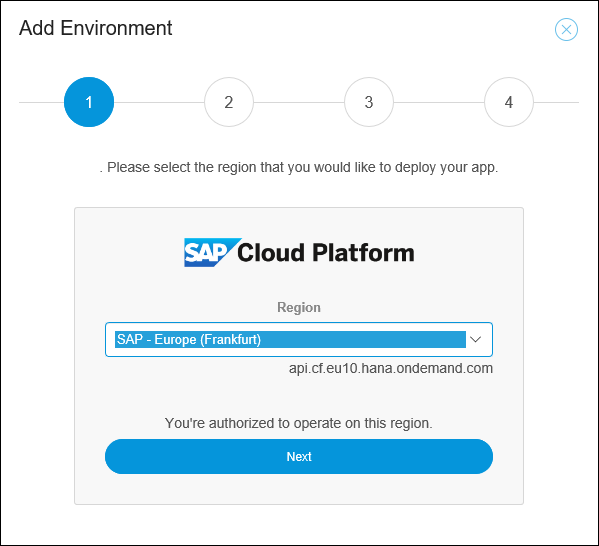 Add Environment
1 2 3 4
. Please select the region that you would like to deploy your app.
SAP Cloud Platform
Region
SAP - Europe (Frankfurt)
api.cf.eu10.hana.ondemand.com
You're authorized to operate on this region.
Next